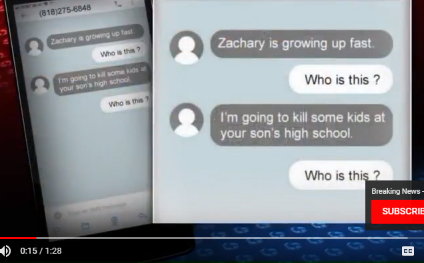 (818)275-6848
Zachary is growing up fast.
Who is this ?
I'm going to kill some kids at
your son's high school.
Who is this ?
Zachary is growing up fast.
Who is this ?
I'm going to kill some kids at
your son's high school.
Who is this ?
Breaking News -
SUBSCRIBE
0:15 / 1:28
CC